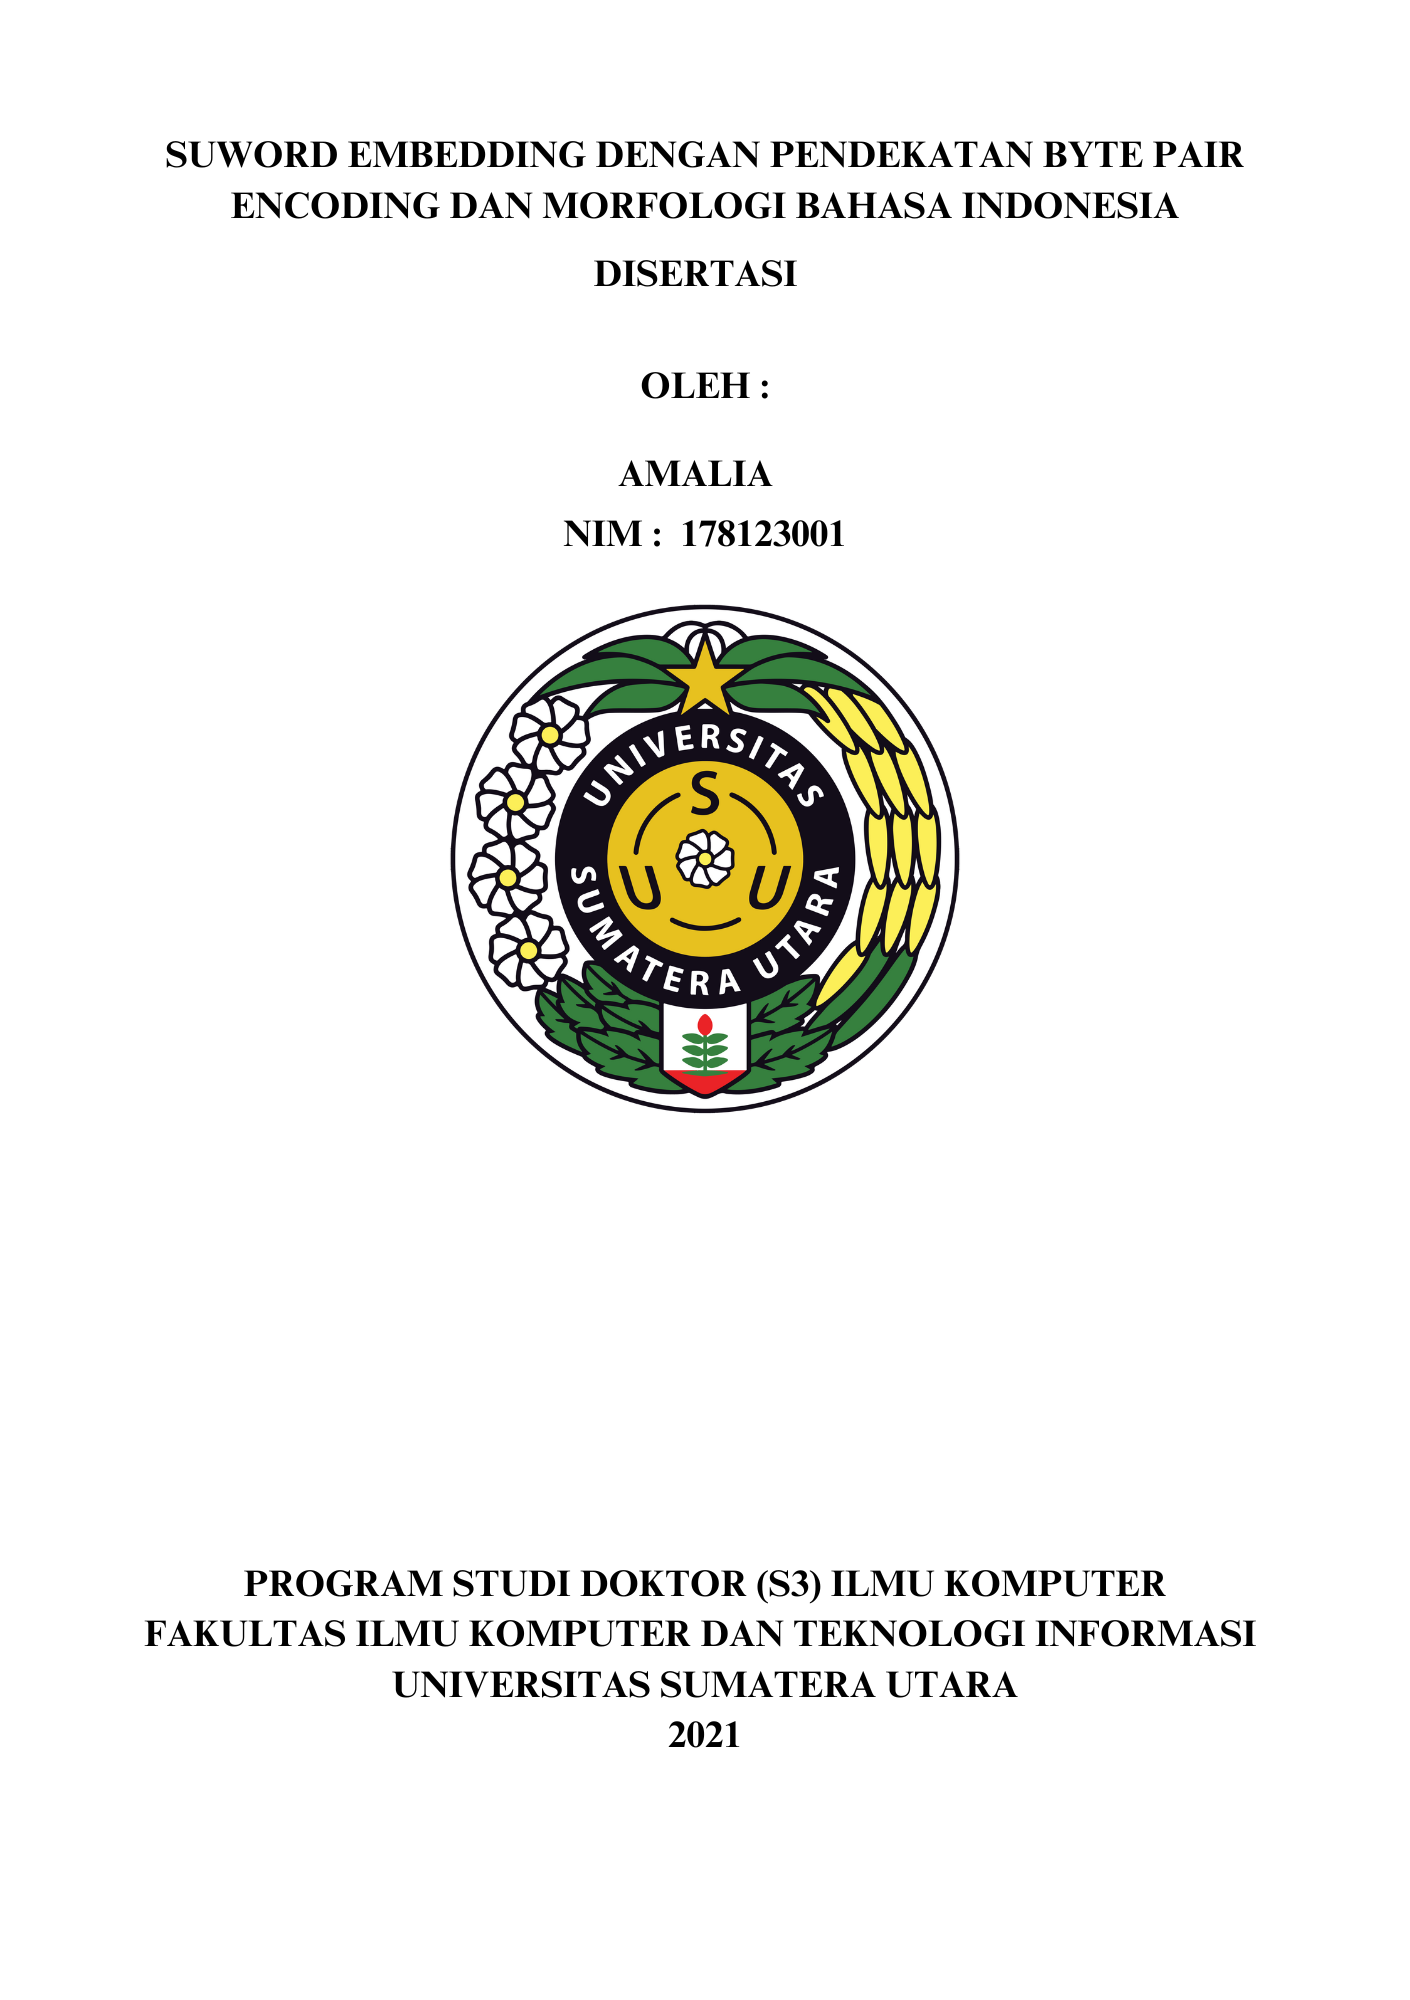 SUWORD EMBEDDING DENGAN PENDEKATAN BYTE PAIR
ENCODING DAN MORFOLOGI BAHASA INDONESIA
DISERTASI
OLEH :
AMALIA
NIM : 178123001
UNIVERSITAS
S
U U
SUMATERA UTARA
PROGRAM STUDI DOKTOR (S3) ILMU KOMPUTER
FAKULTAS ILMU KOMPUTER DAN TEKNOLOGI INFORMASI
UNIVERSITAS SUMATERA UTARA
2021